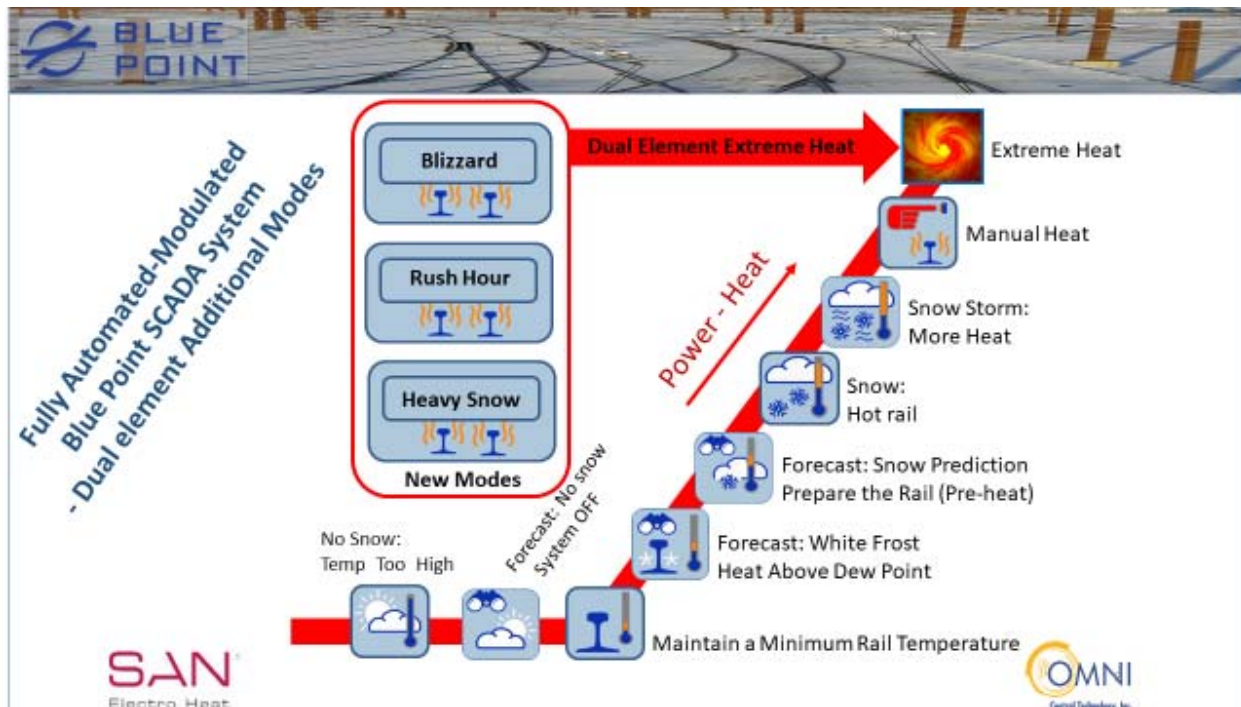 BLUE
POINT
Fully Automated-Modulated
Blue Point SCADA System
- Dual element Additional Modes
Blizzard
Rush Hour
Heavy Snow
New Modes
Dual Element Extreme Heat
Extreme Heat
Manual Heat
Power - Heat
Snow Storm:
More Heat
Snow:
Hot rail
Forecast: Snow Prediction
Prepare the Rail (Pre-heat)
Forecast: White Frost
Heat Above Dew Point
Forecast: No snow
System OFF
No Snow:
Temp Too High
Maintain a Minimum Rail Temperature
SAN®
Electro Heat
OMNI
Control Technology, Inc.